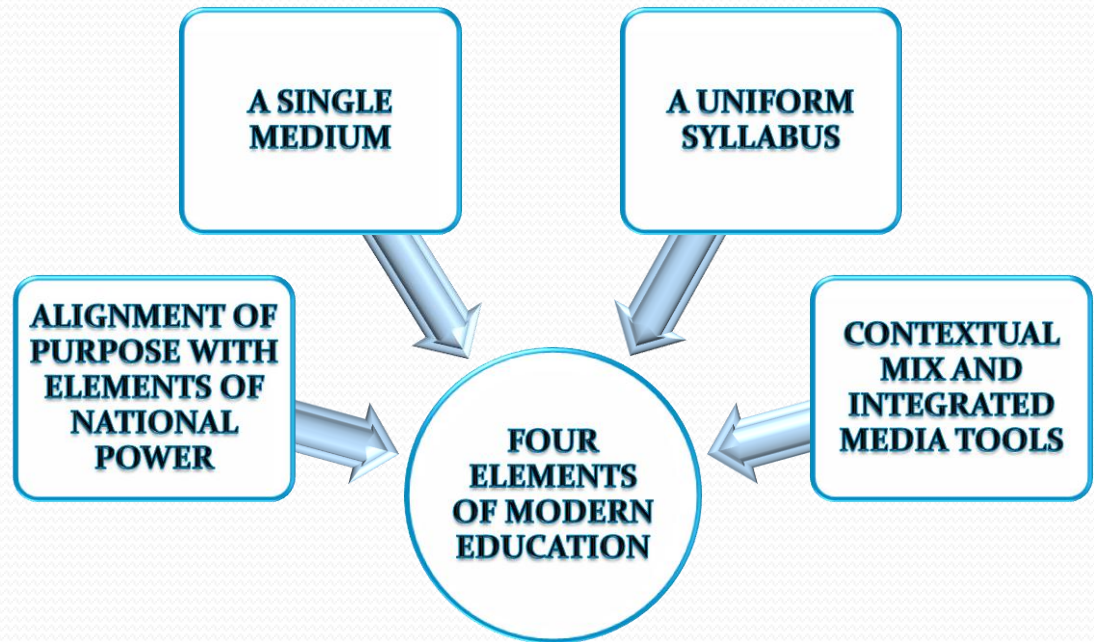 A SINGLE
MEDIUM
A UNIFORM
SYLLABUS
ALIGNMENT OF
PURPOSE WITH
ELEMENTS OF
NATIONAL
POWER
CONTEXTUAL
MIX AND
INTEGRATED
MEDIA TOOLS
FOUR
ELEMENTS
OF MODERN
EDUCATION